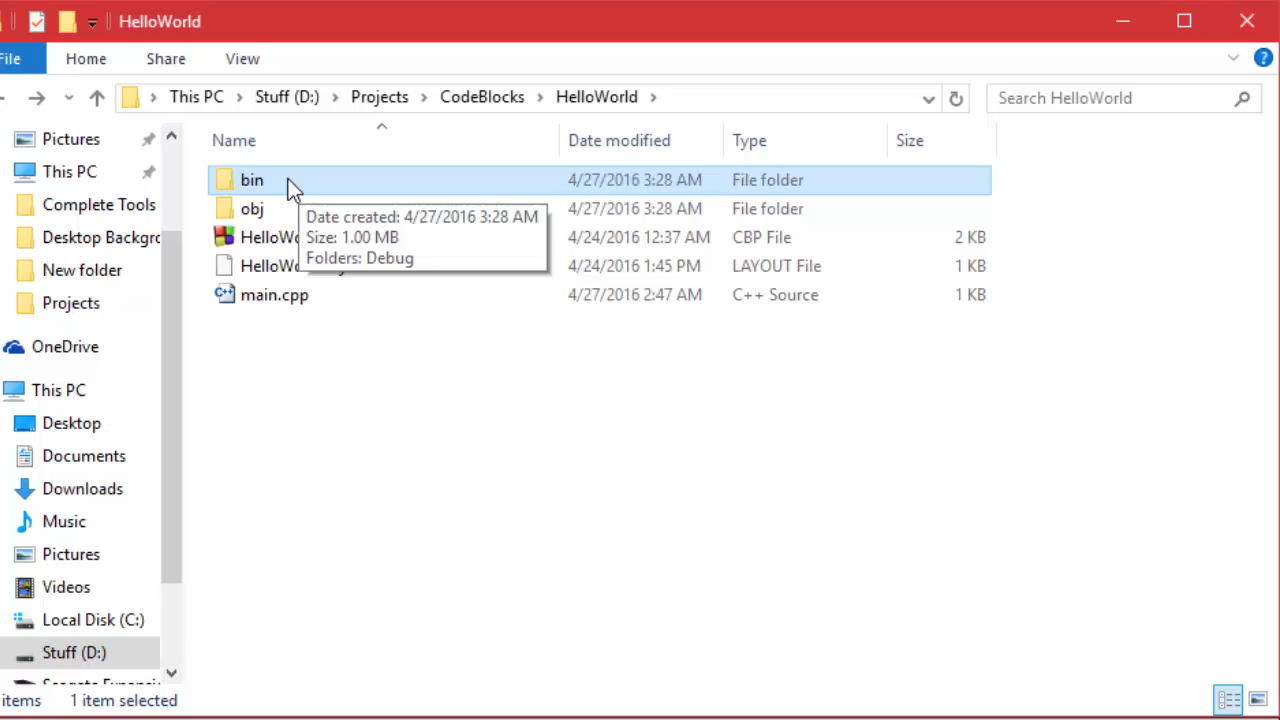 HelloWorld
File Home Share View
This PC Stuff (D:) Projects CodeBlocks HelloWorld Search HelloWorld
Name Date modified Type Size
bin 4/27/2016 3:28 AM File folder
obj 4/27/2016 3:28 AM File folder
4/24/2016 12:37 AM CBP File 2 KB
4/24/2016 1:45 PM LAYOUT File 1 KB
main.cpp 4/27/2016 2:47 AM C++ Source 1 KB
Date created: 4/27/2016 3:28 AM
Size: 1.00 MB
Folders: Debug
Pictures
This PC
Complete Tools
Desktop Backgro
New folder
Projects
OneDrive
This PC
Desktop
Documents
Downloads
Music
Pictures
Videos
Local Disk (C:)
Stuff (D:)
items 1 item selected